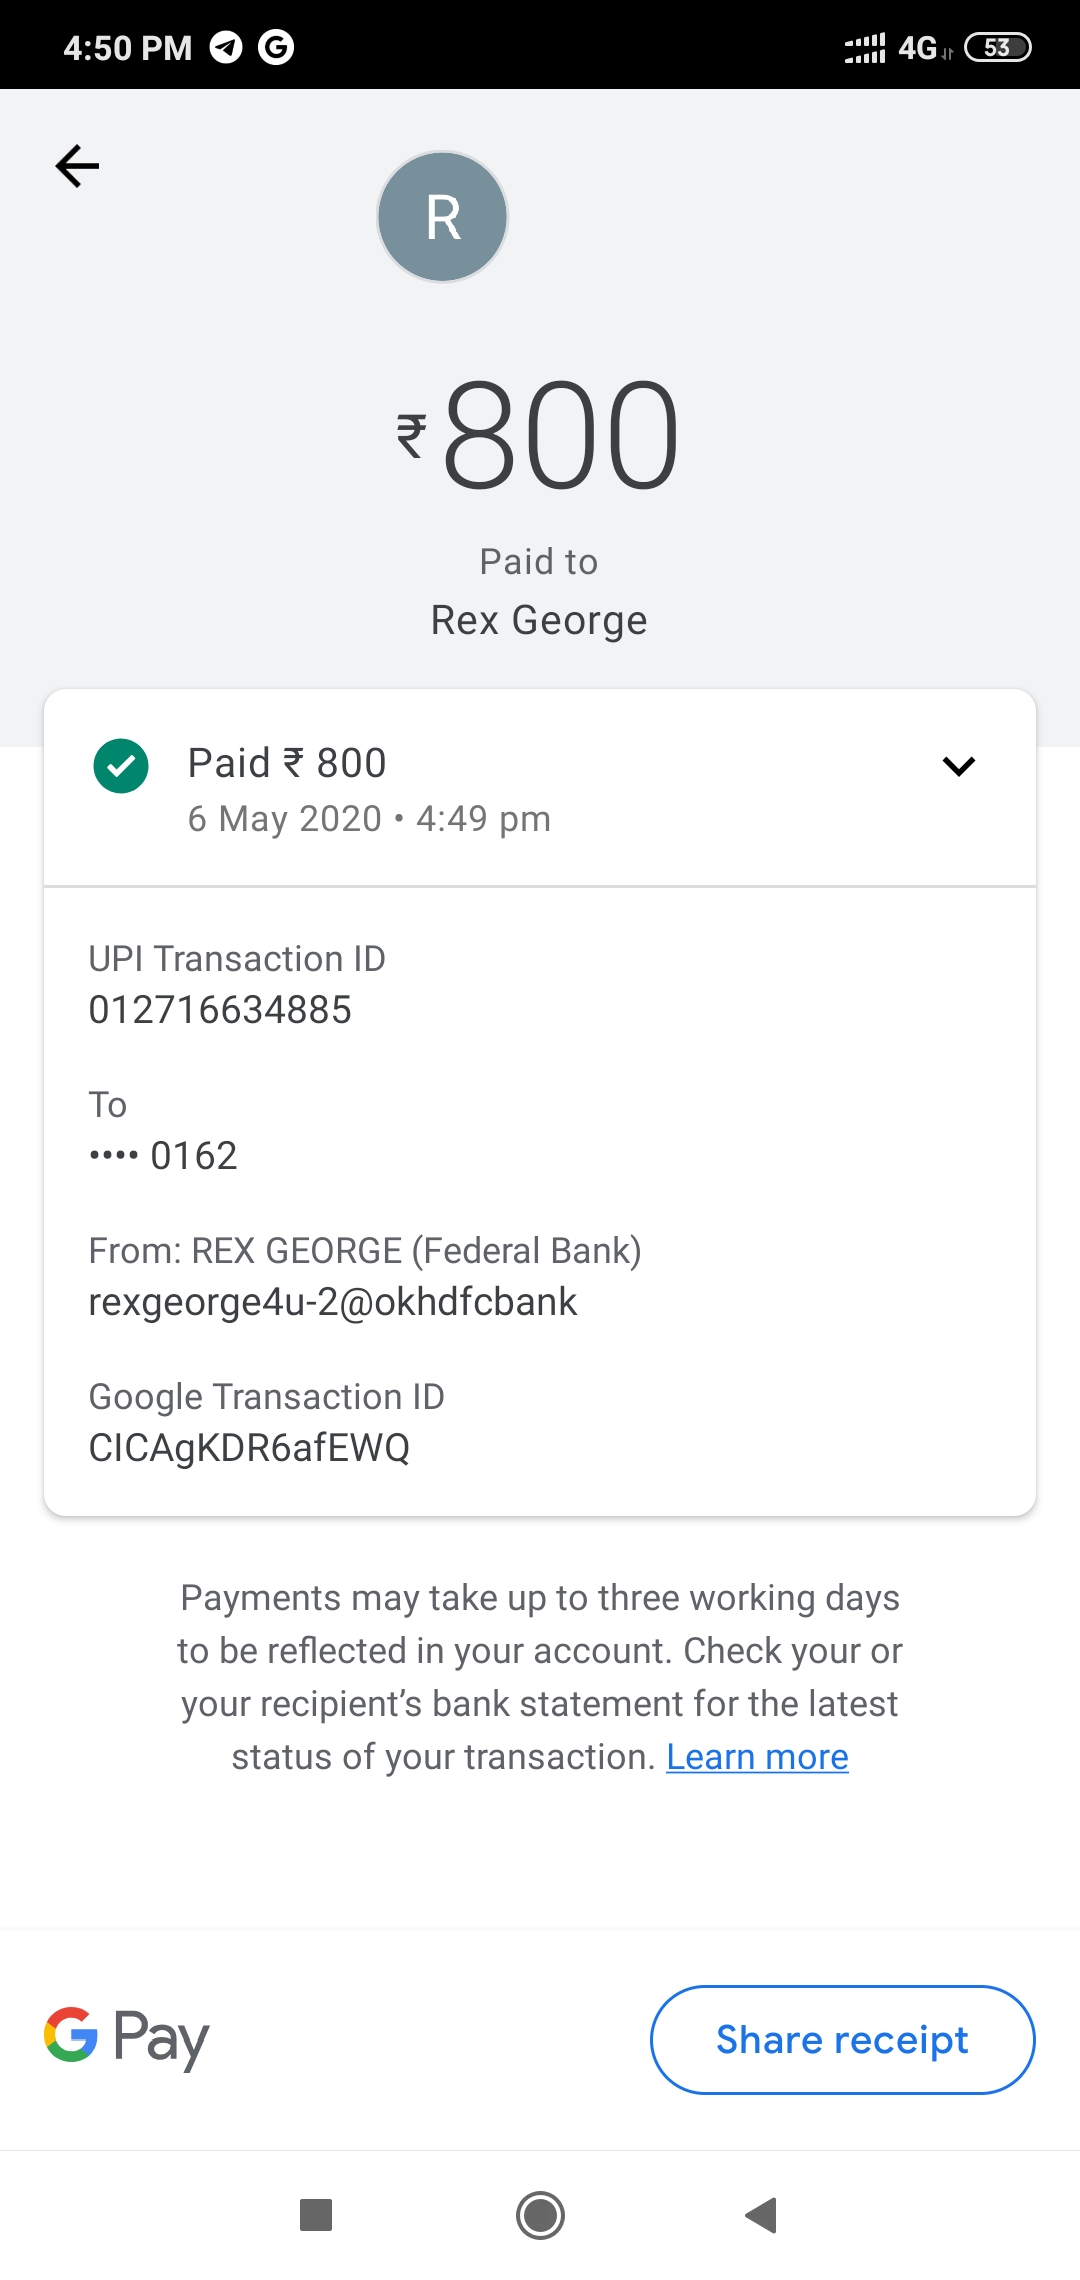 4:50 PM
4G
53
R
₹800
Paid to
Rex George
Paid ₹ 800
6 May 2020 • 4:49 pm
UPI Transaction ID
012716634885
To
•••• 0162
From: REX GEORGE (Federal Bank)
rexgeorge4u-2@okhdfcbank
Google Transaction ID
CICAgKDR6afEWQ
Payments may take up to three working days
to be reflected in your account. Check your or
your recipient’s bank statement for the latest
status of your transaction. Learn more
G Pay
Share receipt